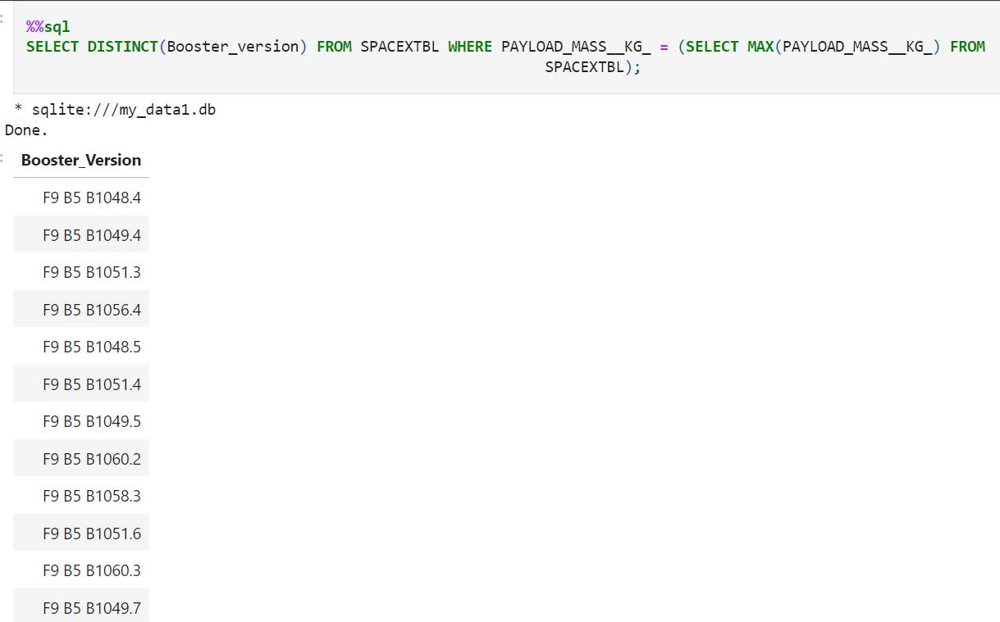 %%sql
SELECT DISTINCT(Booster_version) FROM SPACEXTBL WHERE PAYLOAD_MASS__KG_ = (SELECT MAX(PAYLOAD_MASS__KG_) FROM
SPACEXTBL);
* sqlite:///my_data1.db
Done.
Booster_Version
F9 B5 B1048.4
F9 B5 B1049.4
F9 B5 B1051.3
F9 B5 B1056.4
F9 B5 B1048.5
F9 B5 B1051.4
F9 B5 B1049.5
F9 B5 B1060.2
F9 B5 B1058.3
F9 B5 B1051.6
F9 B5 B1060.3
F9 B5 B1049.7